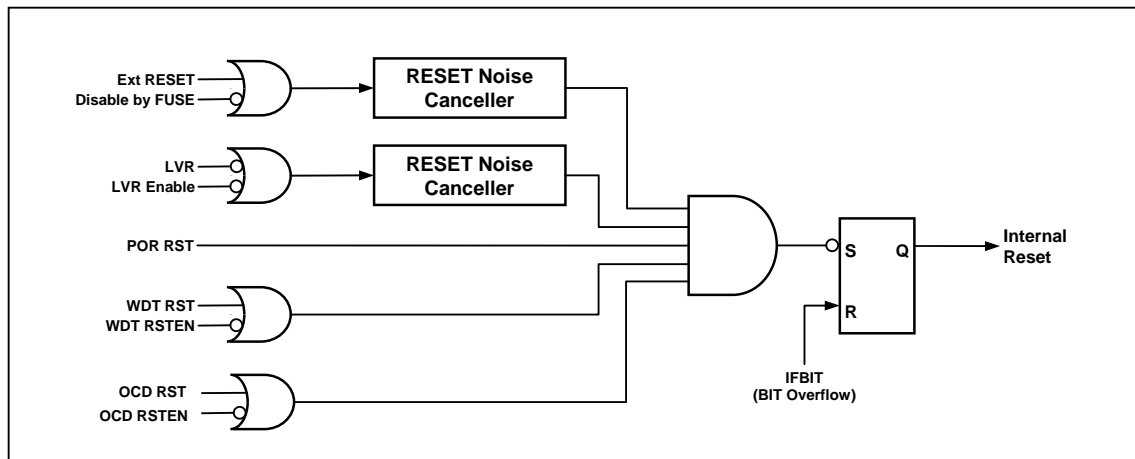 Ext RESET
Disable by FUSE
RESET Noise
Canceller
LVR
LVR Enable
RESET Noise
Canceller
POR RST
WDT RST
WDT RSTEN
OCD RST
OCD RSTEN
S
Q
R
Internal
Reset
IFBIT
(BIT Overflow)